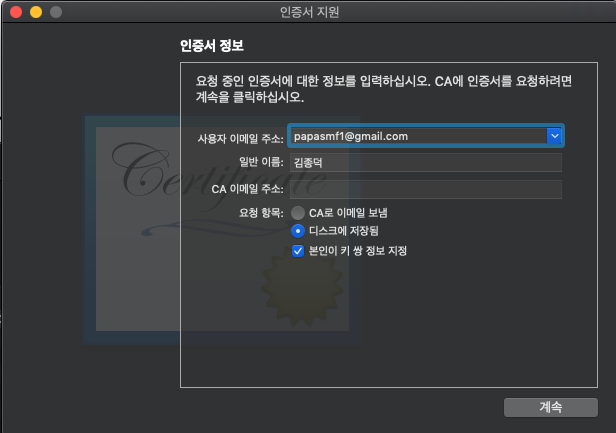 인증서 지원
인증서 정보
요청 중인 인증서에 대한 정보를 입력하십시오. CA에 인증서를 요청하려면
계속을 클릭하십시오.
Certificate
사용자 이메일 주소: papasmf1@gmail.com
일반 이름: 김종덕
CA 이메일 주소:
요청 항목: CA로 이메일 보냄
디스크에 저장됨
본인이 키 쌍 정보 지정
계속